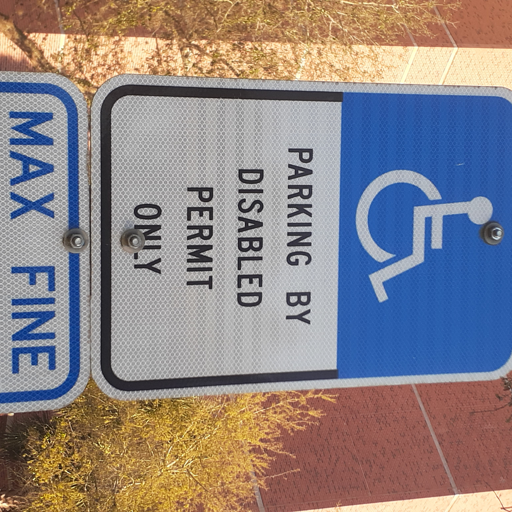 PARKING BY
DISABLED
PERMIT
ONLY
MAX FINE